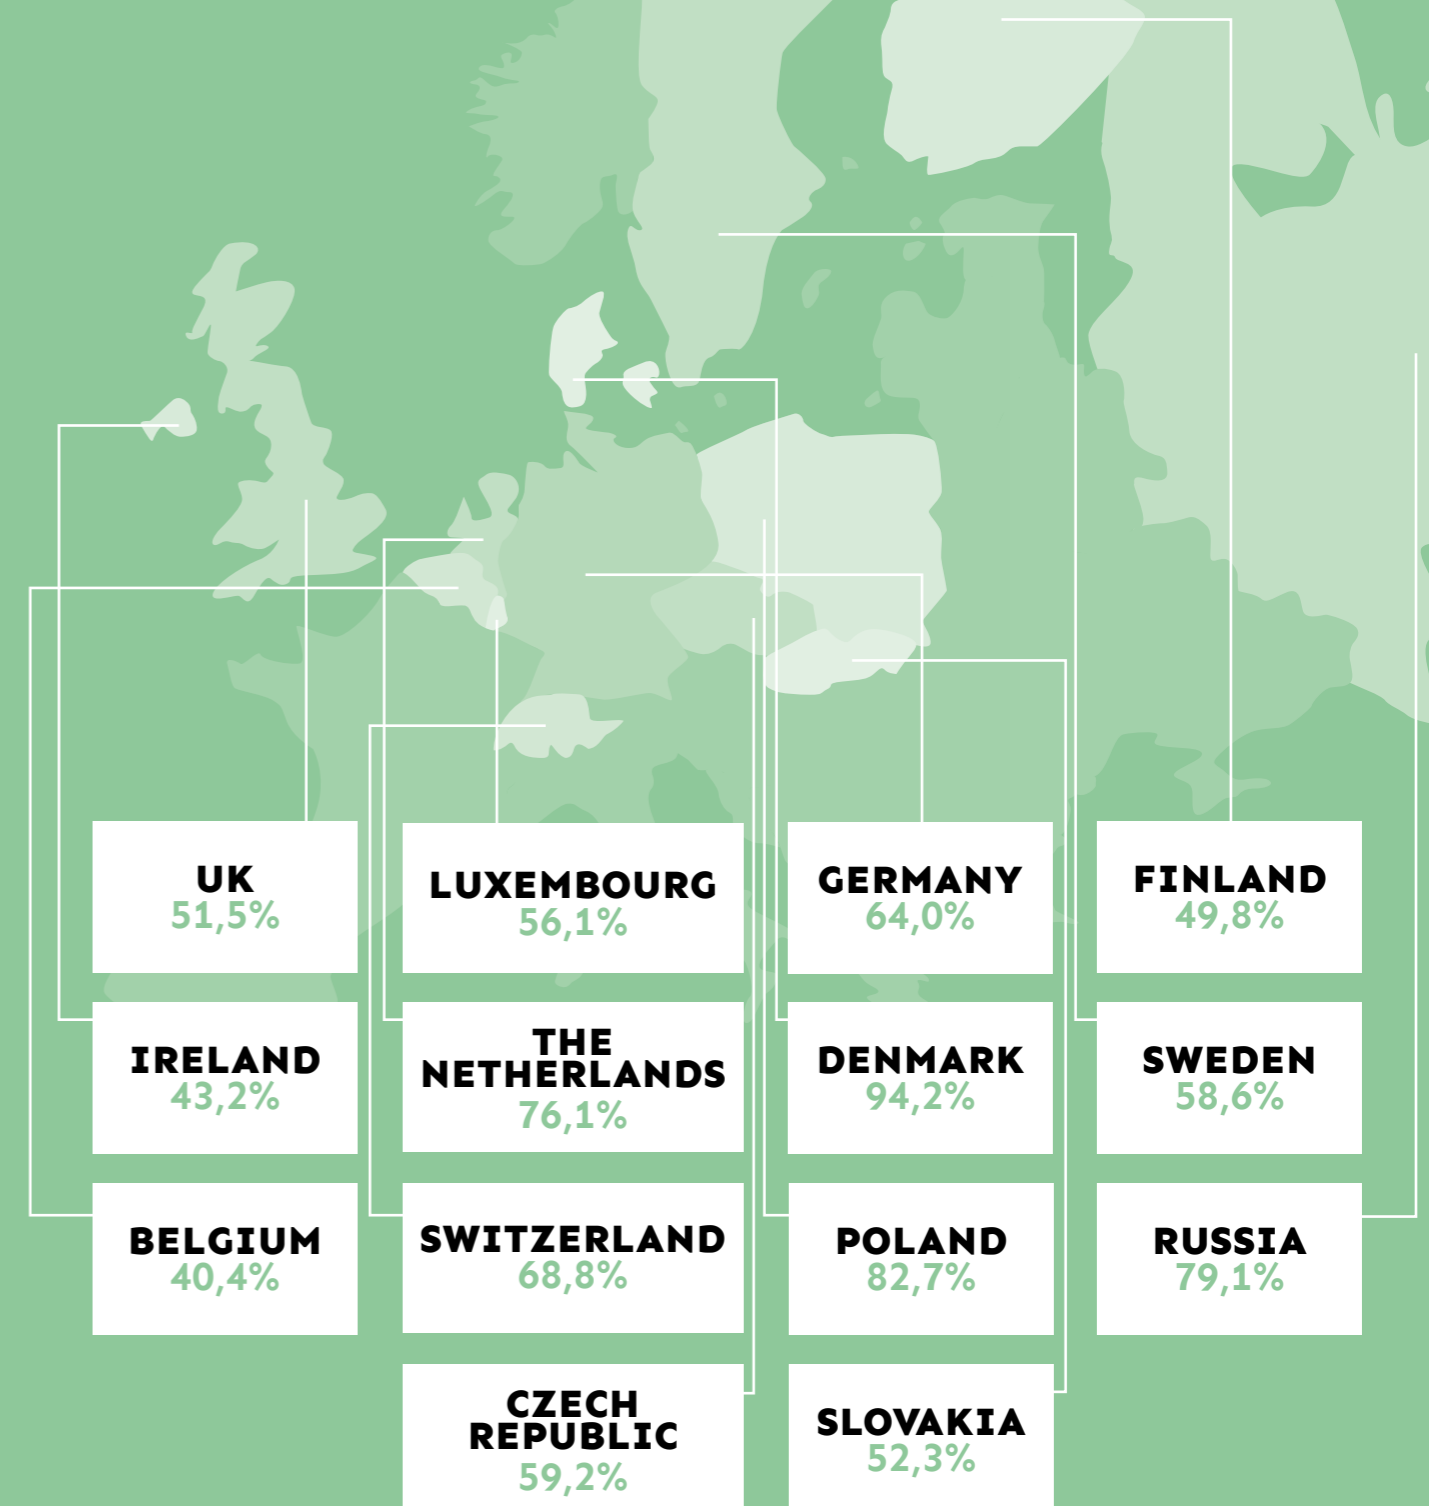 UK
51,5%
LUXEMBOURG
56,1%
GERMANY
64,0%
FINLAND
49,8%
IRELAND
43,2%
THE
NETHERLANDS
76,1%
DENMARK
94,2%
SWEDEN
58,6%
BELGIUM
40,4%
SWITZERLAND
68,8%
POLAND
82,7%
RUSSIA
79,1%
CZECH
REPUBLIC
59,2%
SLOVAKIA
52,3%